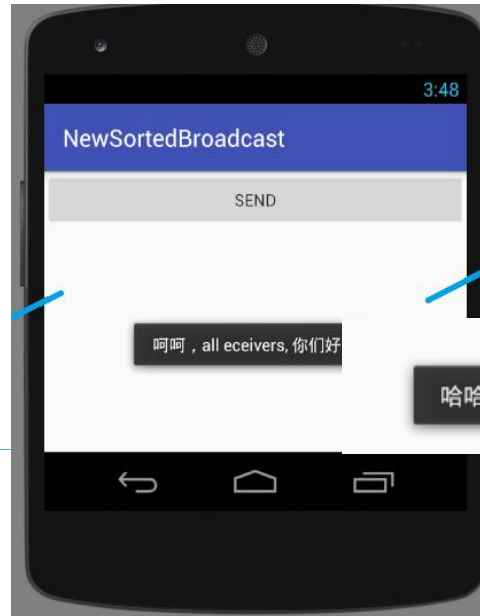 3:48
NewSortedBroadcast
SEND
呵呵，all eceivers, 你们好
哈哈